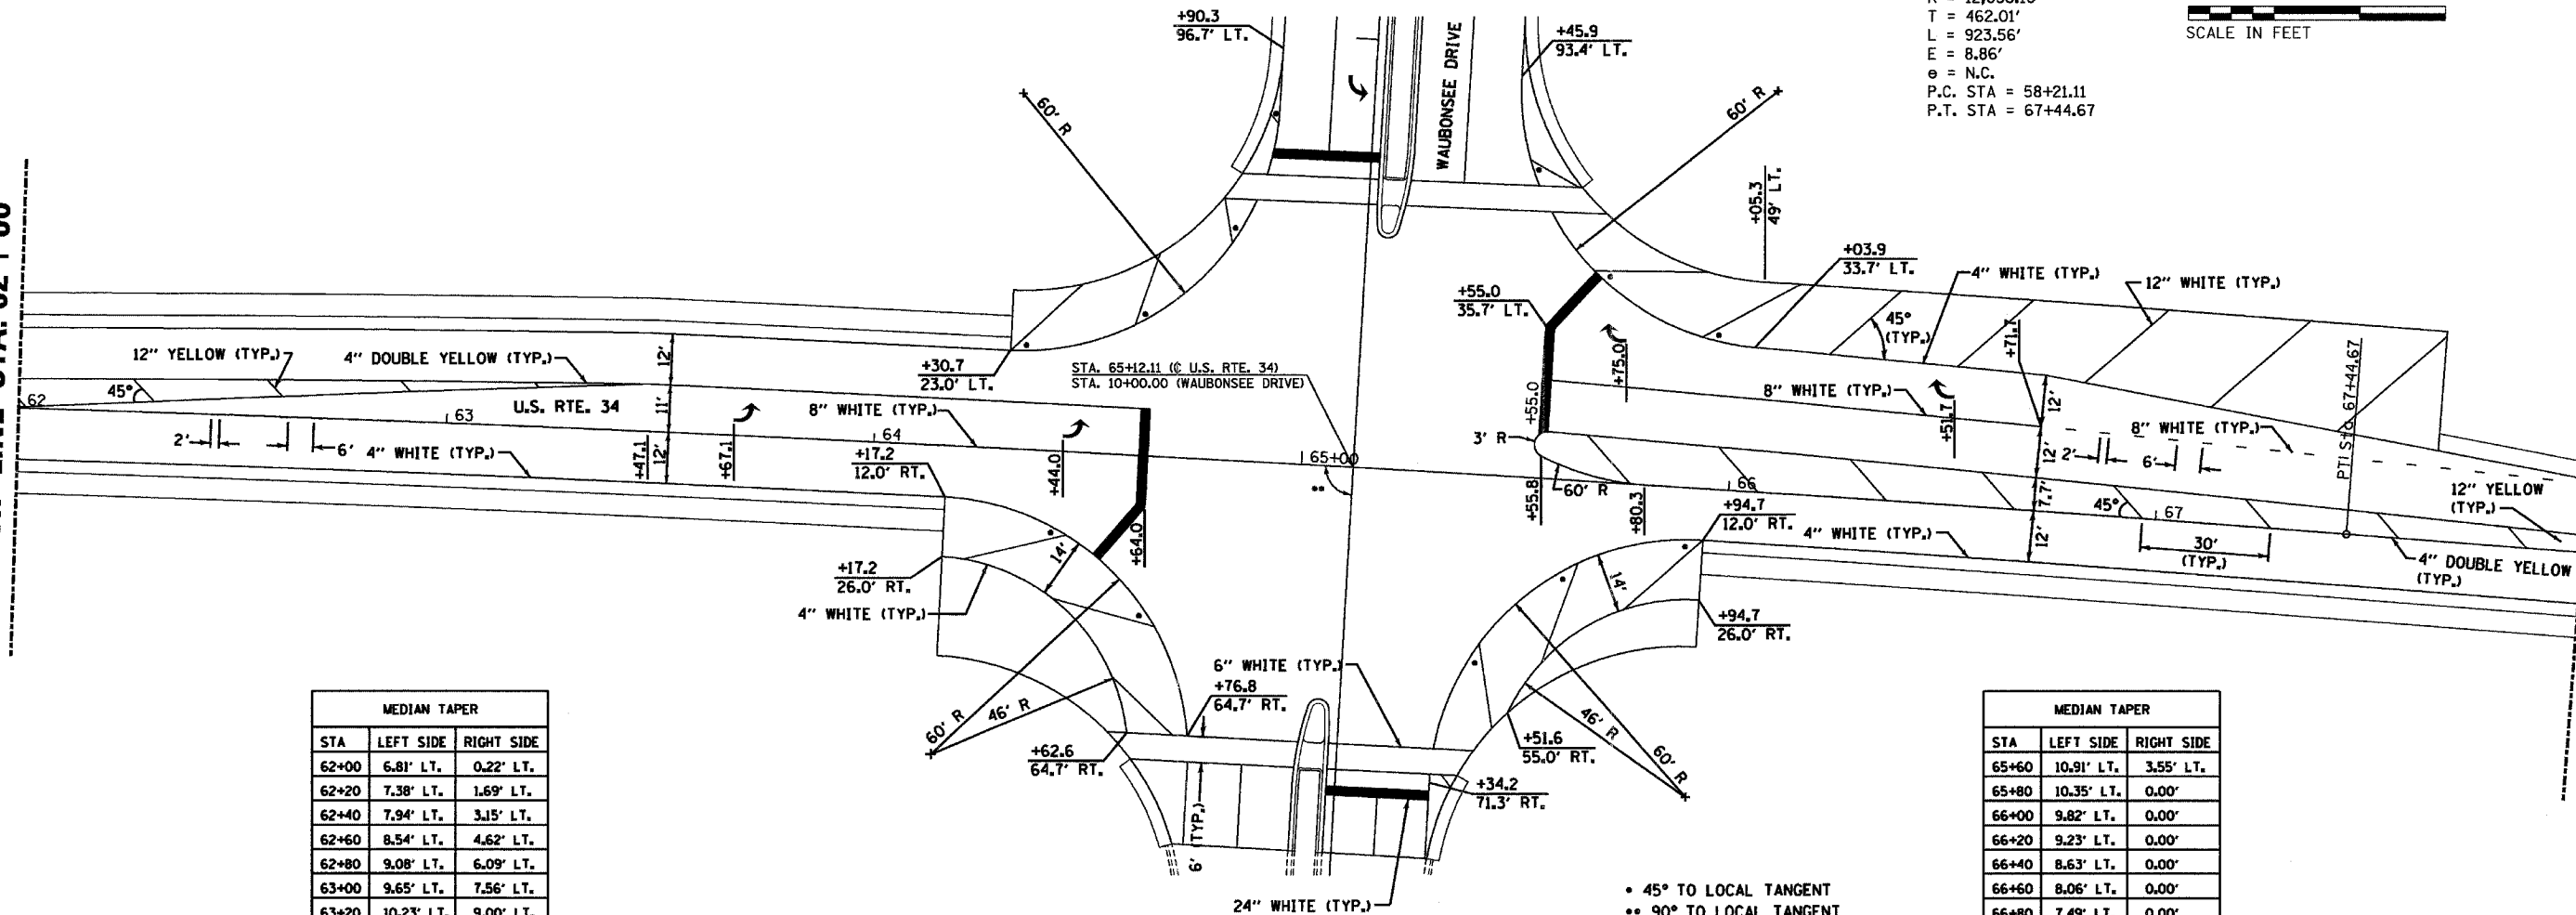 T = 462.01'
L = 923.56'
E = 8.86'
e = N.C.
P.C. STA = 58+21.11
P.T. STA = 67+44.67
SCALE IN FEET
+90.3
96.7' LT.
WAUBONSEE DRIVE
+45.9
93.4' LT.
60' R
60' R
+05.3
49' LT.
+03.9
33.7' LT.
4" WHITE (TYP.)
12" WHITE (TYP.)
+55.0
35.7' LT.
45°
(TYP.)
+71.7
12" YELLOW (TYP.)
4" DOUBLE YELLOW (TYP.)
12'
+30.7
23.0' LT.
STA. 65+12.11 (℄ U.S. RTE. 34)
STA. 10+00.00 (WAUBONSEE DRIVE)
+75.0
+55.0
8" WHITE (TYP.)
12'
PTI Sta 67+44.67
62
45°
63
U.S. RTE. 34
11'
8" WHITE (TYP.)
64
3' R
+51.7
8" WHITE (TYP.)
2'
6'
4" WHITE (TYP.)
+47.1
12'
+67.1
+17.2
12.0' RT.
+44.0
65+00
••
60' R
66
12'
2'
6'
7.7'
45°
67
12" YELLOW
(TYP.)
+55.8
+80.3
+94.7
12.0' RT.
4" WHITE (TYP.)
12'
30'
(TYP.)
4" DOUBLE YELLOW
(TYP.)
14'
+64.0
+17.2
26.0' RT.
4" WHITE (TYP.)
14'
+94.7
26.0' RT.
6" WHITE (TYP.)
+76.8
64.7' RT.
60' R
46' R
+62.6
64.7' RT.
+51.6
55.0' RT.
46' R
60' R
+34.2
71.3' RT.
6' (TYP.)
24" WHITE (TYP.)
• 45° TO LOCAL TANGENT
•• 90° TO LOCAL TANGENT
MEDIAN TAPER
STA LEFT SIDE RIGHT SIDE
62+00 6.81' LT. 0.22' LT.
62+20 7.38' LT. 1.69' LT.
62+40 7.94' LT. 3.15' LT.
62+60 8.54' LT. 4.62' LT.
62+80 9.08' LT. 6.09' LT.
63+00 9.65' LT. 7.56' LT.
63+20 10.23' LT. 9.00' LT.
MEDIAN TAPER
STA LEFT SIDE RIGHT SIDE
65+60 10.91' LT. 3.55' LT.
65+80 10.35' LT. 0.00'
66+00 9.82' LT. 0.00'
66+20 9.23' LT. 0.00'
66+40 8.63' LT. 0.00'
66+60 8.06' LT. 0.00'
66+80 7.49' LT. 0.00'